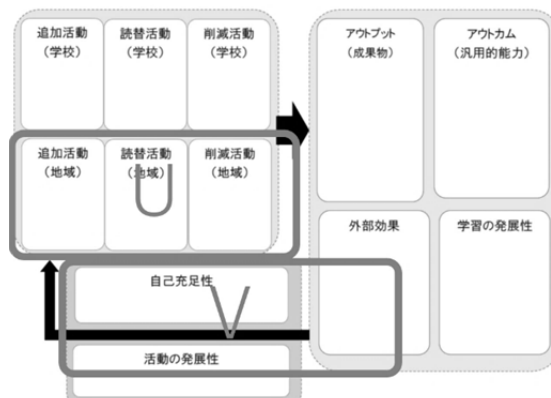 追加活動
（学校）
読替活動
（学校）
削減活動
（学校）
アウトプット
（成果物）
アウトカム
（汎用的能力）
追加活動
（地域）
読替活動
（地域）
削減活動
（地域）
U
外部効果
学習の発展性
自己充足性
V
活動の発展性